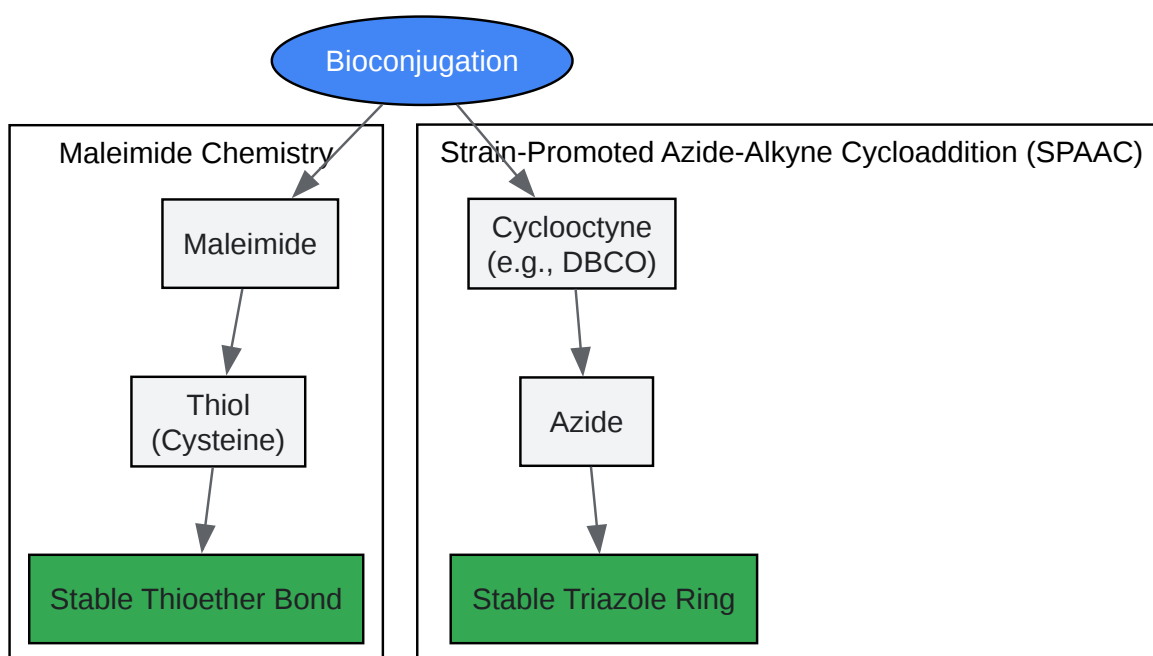 Bioconjugation
Maleimide Chemistry
Maleimide
Thiol
(Cysteine)
Stable Thioether Bond
Strain-Promoted Azide-Alkyne Cycloaddition (SPAAC)
Cyclooctyne
(e.g., DBCO)
Azide
Stable Triazole Ring